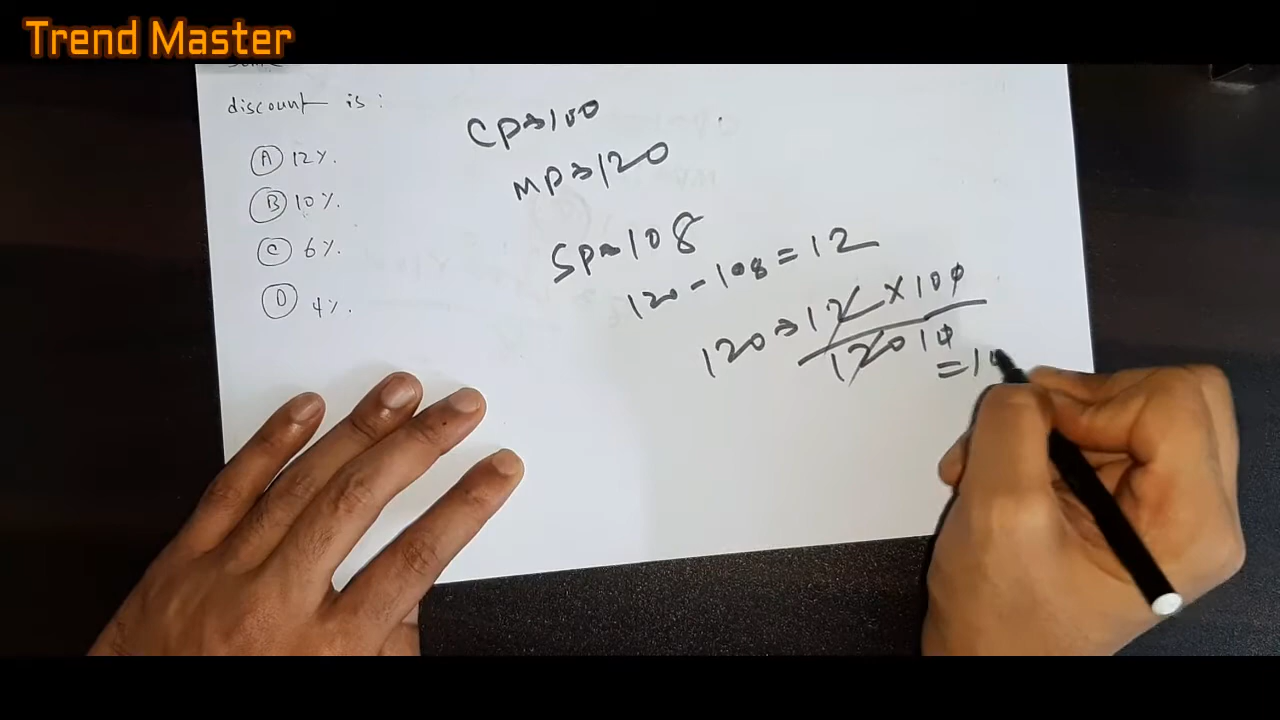 Trend Master
discount is :
(A) 12%.
(B) 10%.
(C) 6%.
(D) 4%.
CP⇒100
MP⇒120
SP⇒108
120 - 108 = 12
120 ⇒ 12 × 100
120 10
= 10